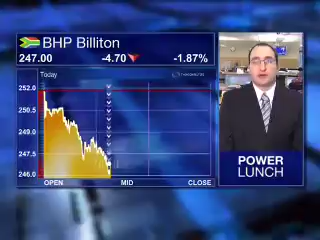 BHP Billiton
247.00 -4.70 -1.87%
Today
252.0
250.5
249.0
247.5
246.0
OPEN MID CLOSE
POWER
LUNCH